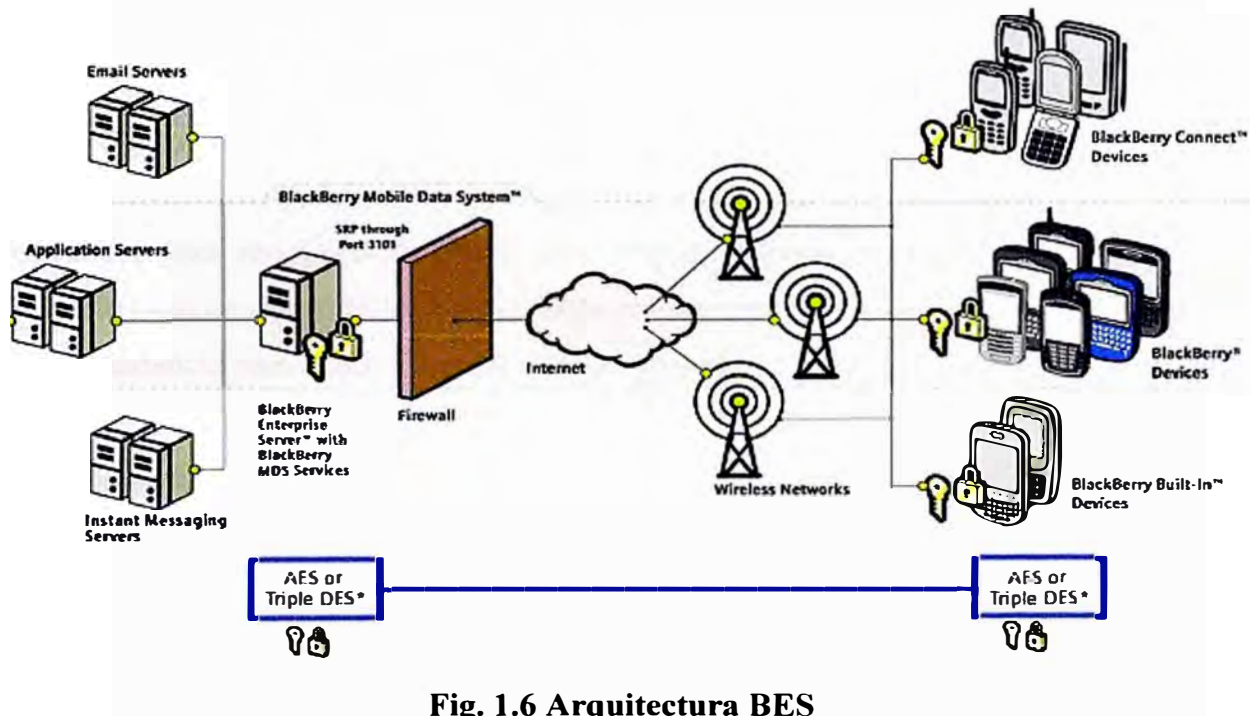 Email Servers
BlackBerry Connect™
Devices
BlackBerry Mobile Data System™
SRP through
Port 3101
Application Servers
Internet
BlackBerry®
Devices
Firewall
BlackBerry
Enterprise
Server™ with
BlackBerry
MDS Services
Wireless Networks
BlackBerry Built-In™
Devices
Instant Messaging
Servers
AES or
Triple DES*
AES or
Triple DES*
Fig. 1.6 Arquitectura BES